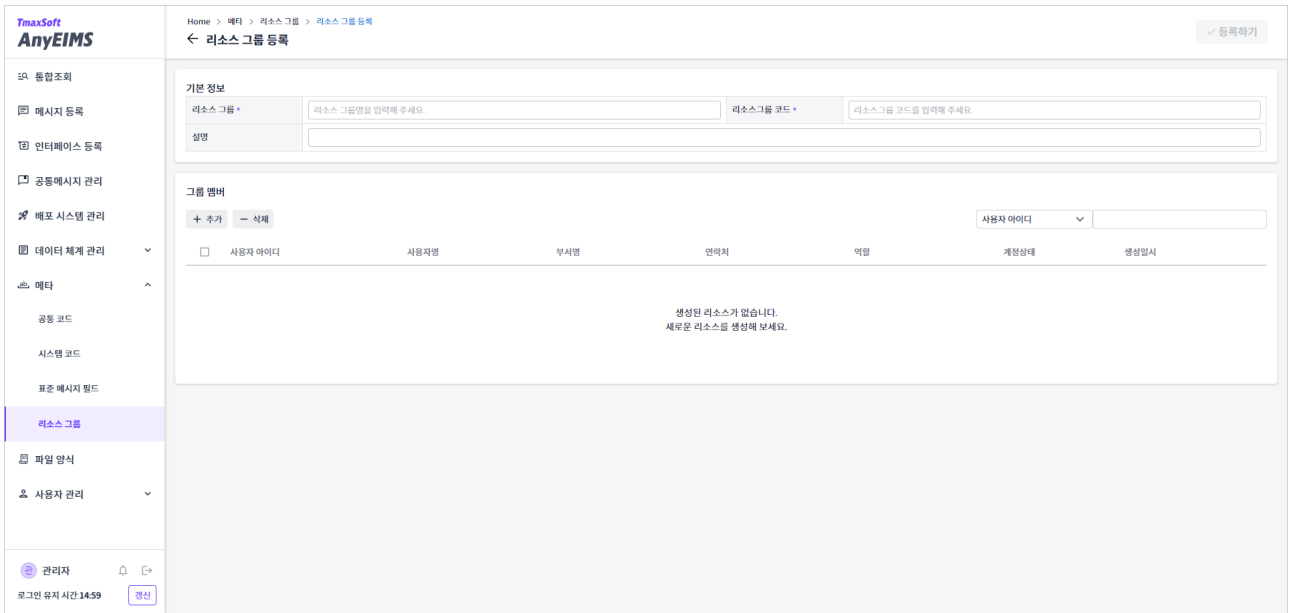 TmaxSoft
AnyEIMS
통합조회
메시지 등록
인터페이스 등록
공통메시지 관리
배포 시스템 관리
데이터 체계 관리
메타
공통 코드
시스템 코드
표준 메시지 필드
리소스 그룹
파일 양식
사용자 관리
관 관리자
로그인 유지 시간:14:59 갱신
Home > 메타 > 리소스 그룹 > 리소스 그룹 등록
← 리소스 그룹 등록
✓ 등록하기
기본 정보
리소스 그룹 * 리소스 그룹명을 입력해 주세요. 리소스그룹 코드 * 리소스그룹 코드를 입력해 주세요.
설명
그룹 멤버
+ 추가 − 삭제 사용자 아이디
사용자 아이디 사용자명 부서명 연락처 역할 계정상태 생성일시
생성된 리소스가 없습니다.
새로운 리소스를 생성해 보세요.